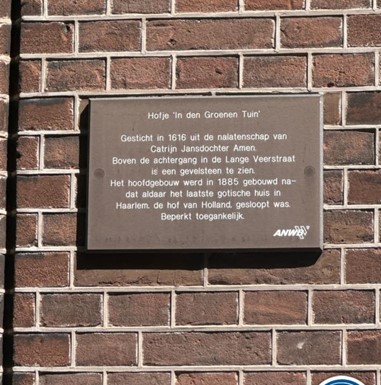 Hofje 'In den Groenen Tuin'
Gesticht in 1616 uit de nalatenschap van
Catrijn Jansdochter Amen.
Boven de achtergang in de Lange Veerstraat
is een gevelsteen te zien.
Het hoofdgebouw werd in 1885 gebouwd na-
dat aldaar het laatste gotische huis in
Haarlem, de hof van Holland, gesloopt was.
Beperkt toegankelijk.
ANWB